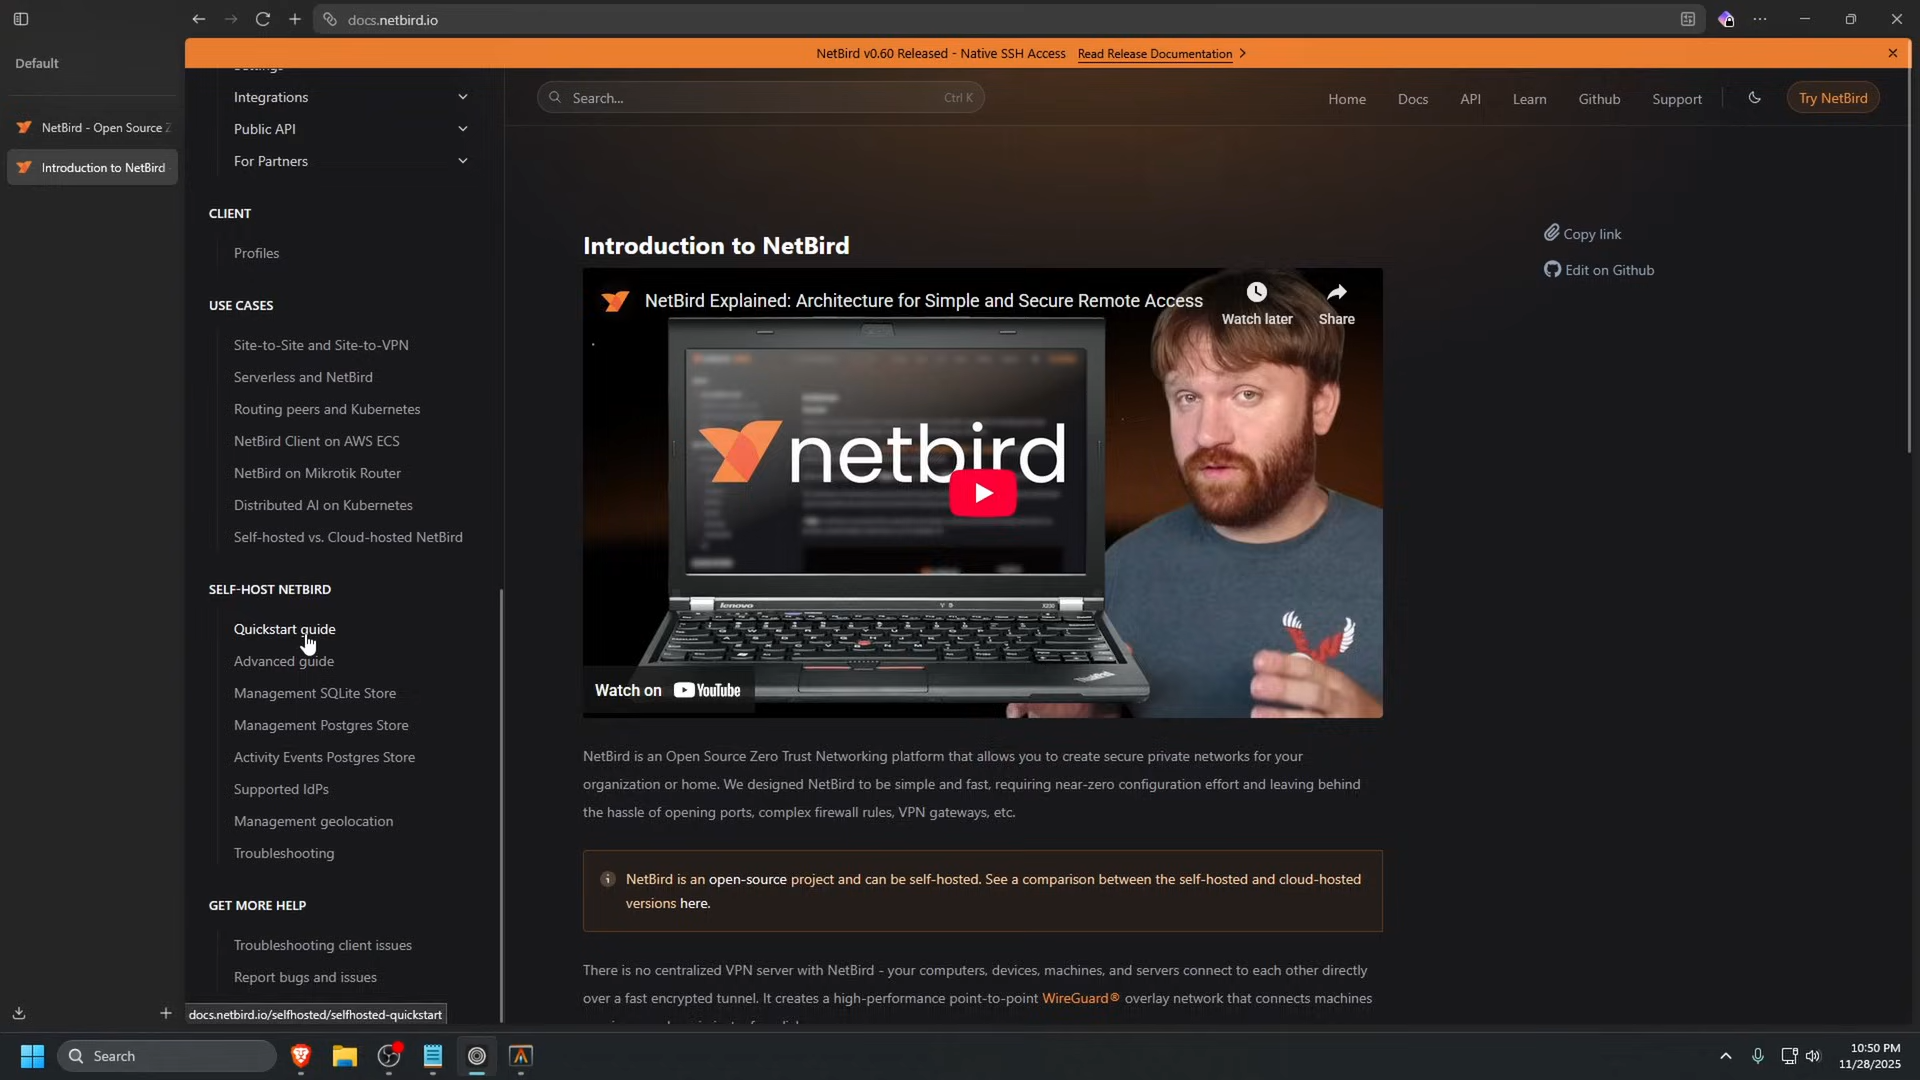 docs.netbird.io
Default
NetBird v0.60 Released - Native SSH Access Read Release Documentation
NetBird - Open Source Z
Introduction to NetBird
Settings
Integrations
Public API
For Partners
CLIENT
Profiles
USE CASES
Site-to-Site and Site-to-VPN
Serverless and NetBird
Routing peers and Kubernetes
NetBird Client on AWS ECS
NetBird on Mikrotik Router
Distributed AI on Kubernetes
Self-hosted vs. Cloud-hosted NetBird
SELF-HOST NETBIRD
Quickstart guide
Advanced guide
Management SQLite Store
Management Postgres Store
Activity Events Postgres Store
Supported IdPs
Management geolocation
Troubleshooting
GET MORE HELP
Troubleshooting client issues
Report bugs and issues
docs.netbird.io/selfhosted/selfhosted-quickstart
Search... Ctrl K
Home Docs API Learn Github Support Try NetBird
Introduction to NetBird
Copy link
Edit on Github
NetBird Explained: Architecture for Simple and Secure Remote Access
Watch later
Share
netbird
lenovo
X230
Watch on YouTube
NetBird is an Open Source Zero Trust Networking platform that allows you to create secure private networks for your
organization or home. We designed NetBird to be simple and fast, requiring near-zero configuration effort and leaving behind
the hassle of opening ports, complex firewall rules, VPN gateways, etc.
NetBird is an open-source project and can be self-hosted. See a comparison between the self-hosted and cloud-hosted
versions here.
There is no centralized VPN server with NetBird - your computers, devices, machines, and servers connect to each other directly
over a fast encrypted tunnel. It creates a high-performance point-to-point WireGuard® overlay network that connects machines
Search
10:50 PM
11/28/2025